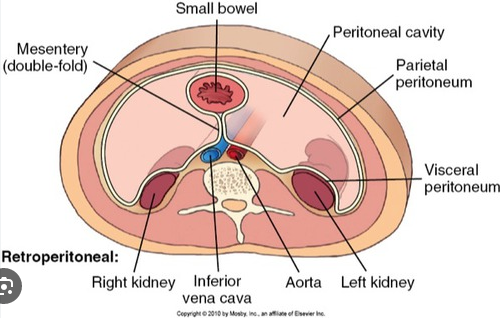 Small bowel
Mesentery
(double-fold)
Peritoneal cavity
Parietal
peritoneum
Visceral
peritoneum
Retroperitoneal:
Right kidney
Inferior
vena cava
Aorta
Left kidney
Copyright © 2010 by Mosby, Inc., an affiliate of Elsevier Inc.